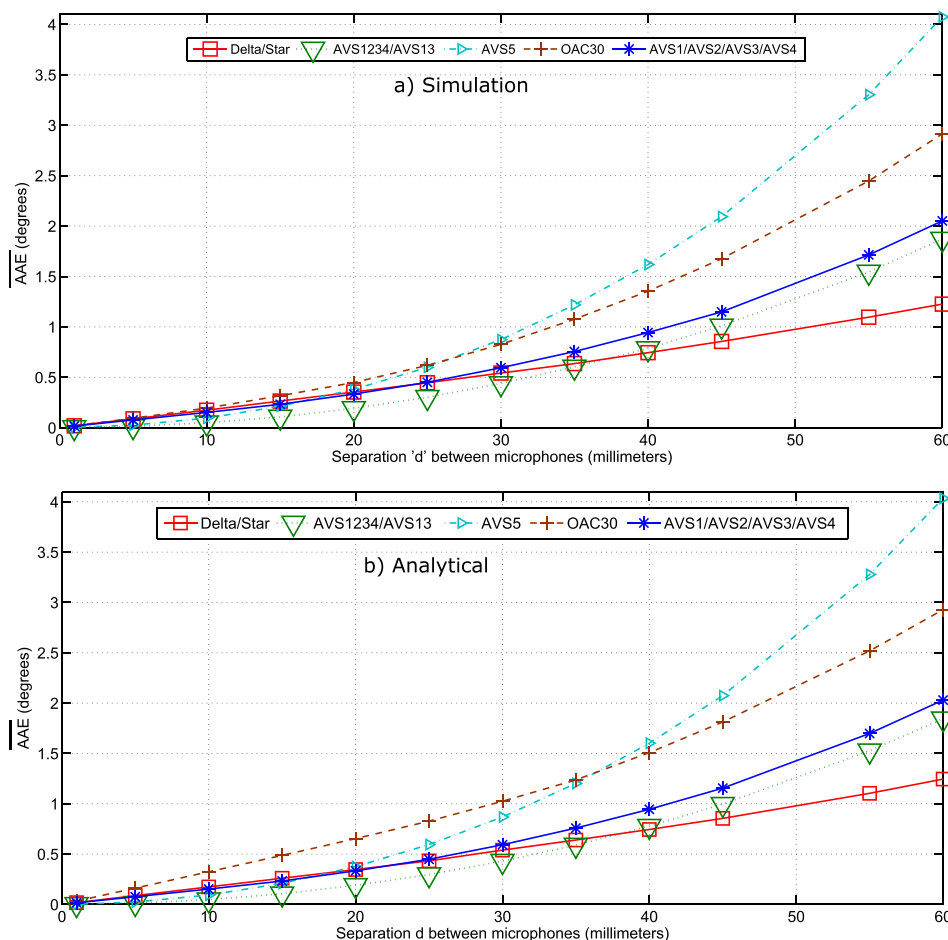 4
3.5
3
2.5
2
1.5
1
0.5
0
Delta/Star AVS1234/AVS13 AVS5 OAC30 AVS1/AVS2/AVS3/AVS4
a) Simulation
AAE (degrees)
0 10 20 30 40 50 60
Separation 'd' between microphones (millimeters)
4
3.5
3
2.5
2
1.5
1
0.5
0
Delta/Star AVS1234/AVS13 AVS5 OAC30 AVS1/AVS2/AVS3/AVS4
b) Analytical
AAE (degrees)
0 10 20 30 40 50 60
Separation d between microphones (millimeters)